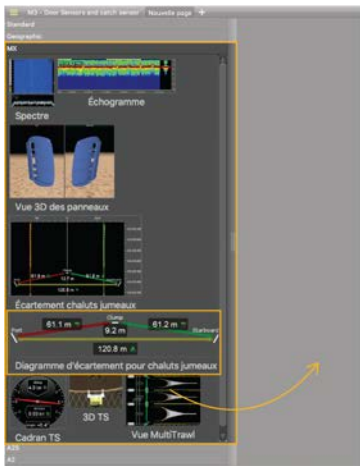 M3 - Door Sensors and catch sensor Nouvelle page +
Standard
Geographic
MX
Échogramme
Spectre
Vue 3D des panneaux
Écartement chaluts jumeaux
Port Clump Starboard
61.1 m 9.2 m 61.2 m
120.8 m
Diagramme d'écartement pour chaluts jumeaux
3D TS
Cadran TS Vue MultiTrawl
A2S
A2